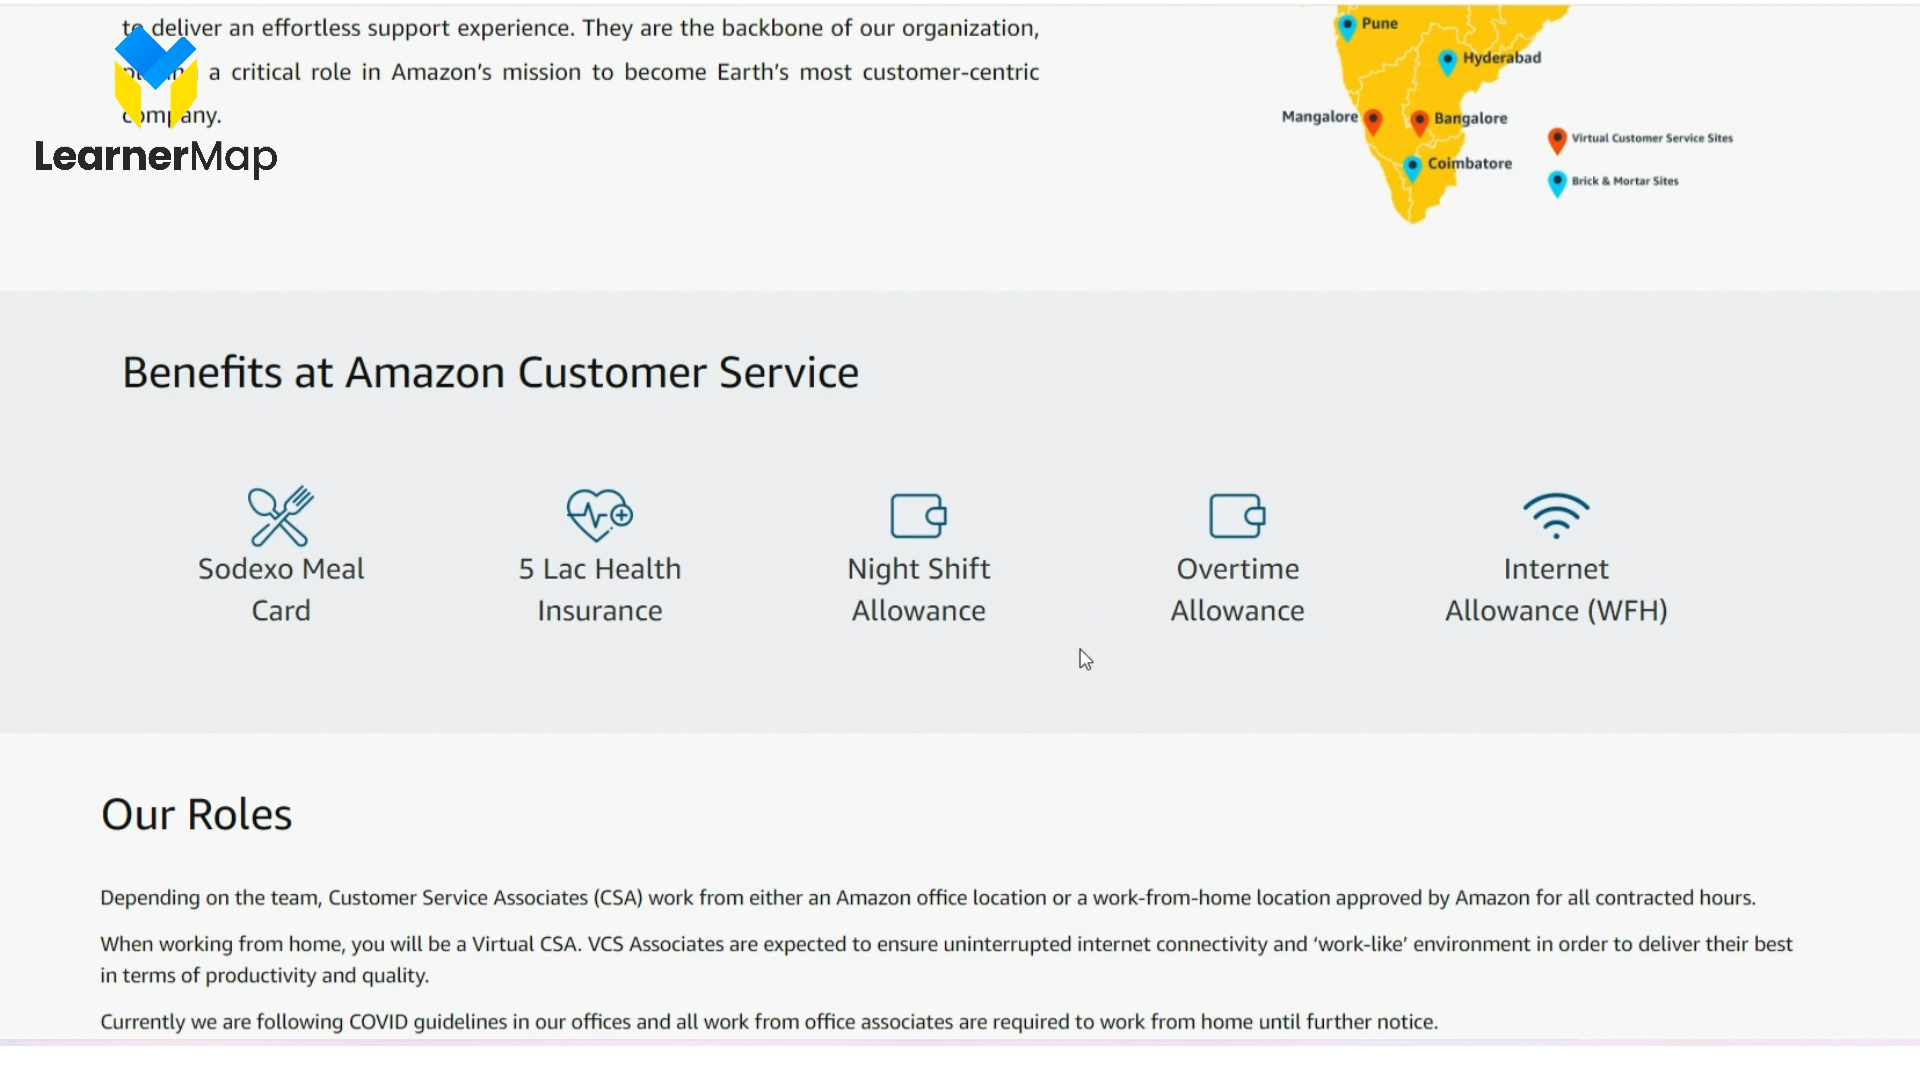 to deliver an effortless support experience. They are the backbone of our organization,
a critical role in Amazon's mission to become Earth's most customer-centric
company.
LearnerMap
Pune
Hyderabad
Mangalore
Bangalore
Coimbatore
Virtual Customer Service Sites
Brick & Mortar Sites
Benefits at Amazon Customer Service
Sodexo Meal
Card
5 Lac Health
Insurance
Night Shift
Allowance
Overtime
Allowance
Internet
Allowance (WFH)
Our Roles
Depending on the team, Customer Service Associates (CSA) work from either an Amazon office location or a work-from-home location approved by Amazon for all contracted hours.
When working from home, you will be a Virtual CSA. VCS Associates are expected to ensure uninterrupted internet connectivity and ‘work-like’ environment in order to deliver their best
in terms of productivity and quality.
Currently we are following COVID guidelines in our offices and all work from office associates are required to work from home until further notice.